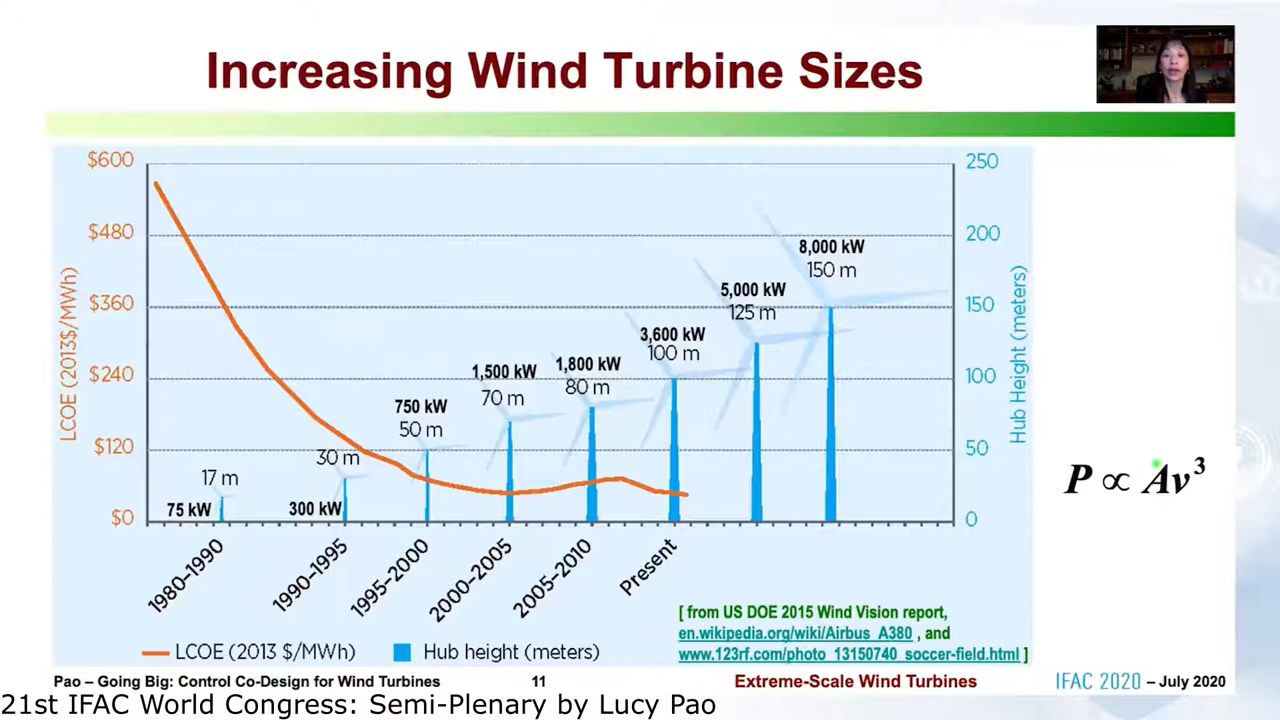 Increasing Wind Turbine Sizes
$600
$480
$360
$240
$120
$0
LCOE (2013$/MWh)
250
200
150
100
50
0
Hub Height (meters)
75 kW
17 m
300 kW
30 m
750 kW
50 m
1,500 kW
70 m
1,800 kW
80 m
3,600 kW
100 m
5,000 kW
125 m
8,000 kW
150 m
1980–1990
1990–1995
1995–2000
2000–2005
2005–2010
Present
LCOE (2013 $/MWh)
Hub height (meters)
P ∝ Av³
[ from US DOE 2015 Wind Vision report,
en.wikipedia.org/wiki/Airbus_A380 , and
www.123rf.com/photo_13150740_soccer-field.html ]
Pao – Going Big: Control Co-Design for Wind Turbines
11
Extreme-Scale Wind Turbines
IFAC 2020 – July 2020
21st IFAC World Congress: Semi-Plenary by Lucy Pao